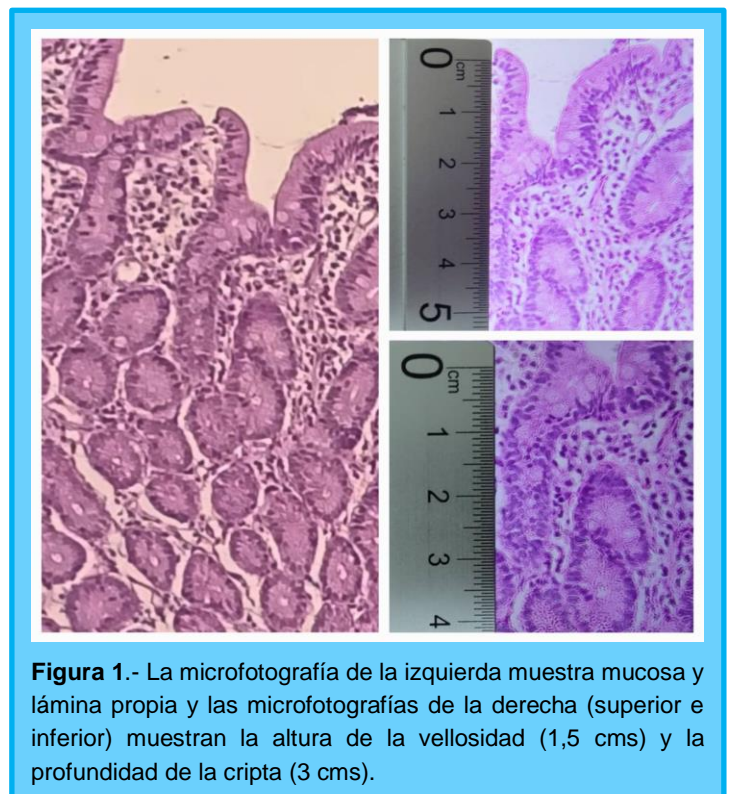 0
cm
1
2
3
4
5
0
cm
1
2
3
4
Figura 1.- La microfotografía de la izquierda muestra mucosa y
lámina propia y las microfotografías de la derecha (superior e
inferior) muestran la altura de la vellosidad (1,5 cms) y la
profundidad de la cripta (3 cms).